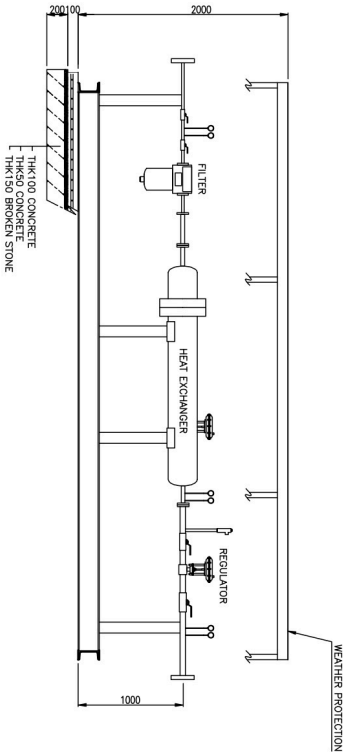 WEATHER PROTECTION
2000
200
100
FILTER
HEAT EXCHANGER
REGULATOR
1000
THK100 CONCRETE
THK50 CONCRETE
THK150 BROKEN STONE